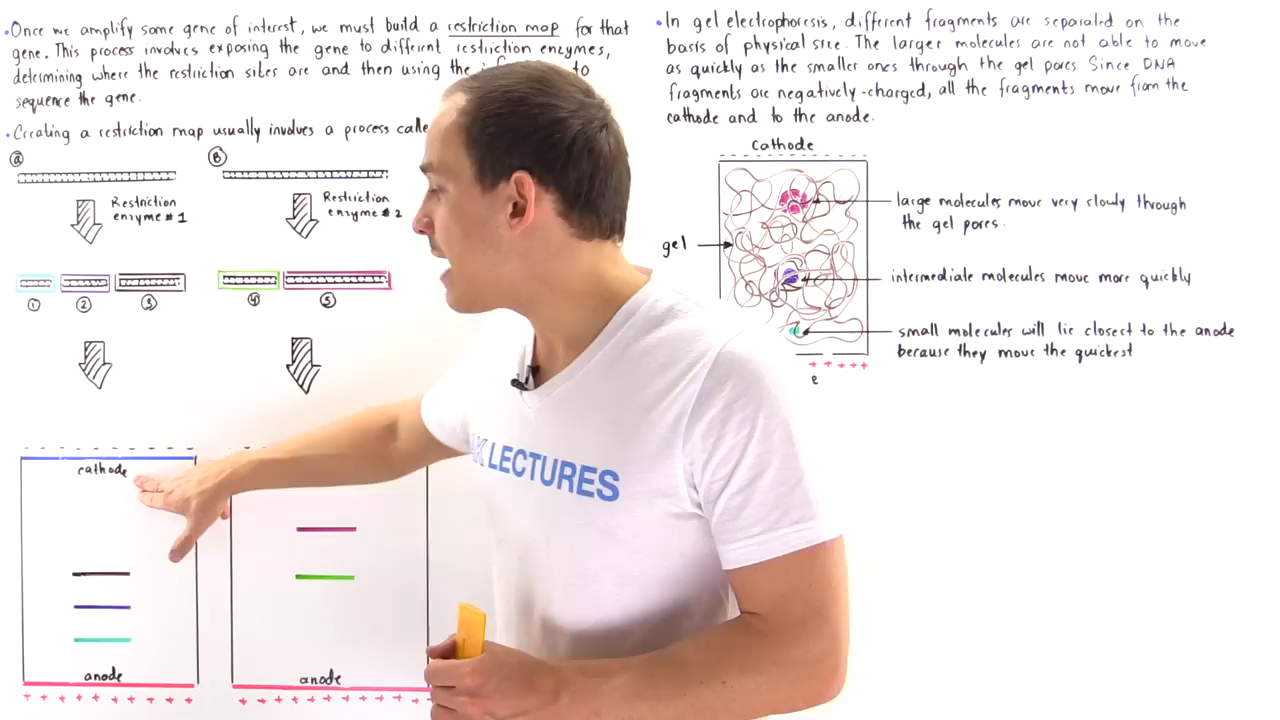 •Once we amplify some gene of interest, we must build a restriction map for that
gene. This process involves exposing the gene to different restriction enzymes,
determining where the restriction sites are and then using the to
sequence the gene.
•Creating a restriction map usually involves a process
a
B
Restriction
enzyme # 1
Restriction
enzyme # 2
1
2
3
4
5
cathode
anode
+ + + + + + + + + +
anode
+ + + + + + + + + + +
LECTURES
•In gel electrophoresis, different fragments are separated on the
basis of physical size. The larger molecules are not able to move
as quickly as the smaller ones through the gel pores. Since DNA
fragments are negatively-charged, all the fragments move from the
cathode and to the anode.
cathode
gel
large molecules move very slowly through
the gel pores.
intermediate molecules move more quickly
small molecules will lie closest to the anode
because they move the quickest
+ + + + +
e